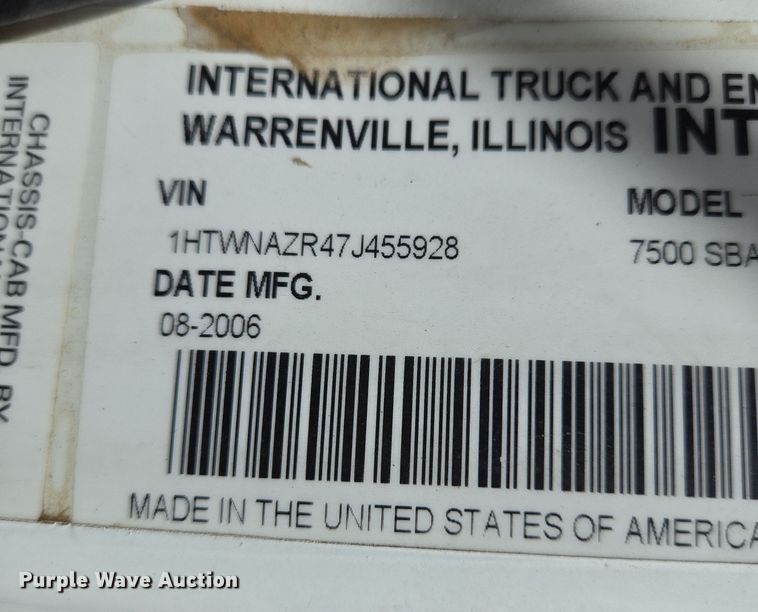 INTERNATIONAL TRUCK AND EN
WARRENVILLE, ILLINOIS INT
VIN
MODEL
1HTWNAZR47J455928
7500 SBA
DATE MFG.
08-2006
MADE IN THE UNITED STATES OF AMERICA
CHASSIS-CAB MFD. BY
INTERNATIONAL
Purple Wave Auction